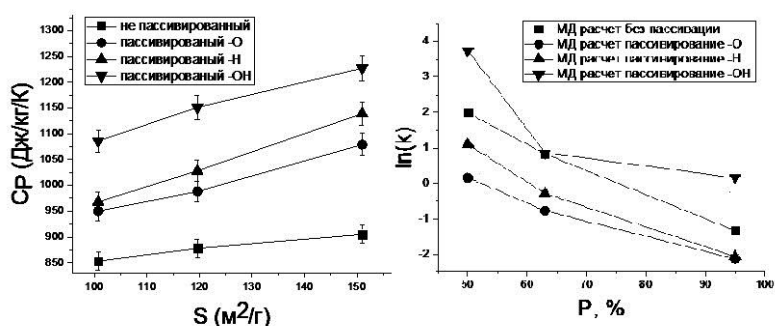 не пассивированный
пассивированый -О
пассивированый -Н
пассивированый -ОН
1300
1250
1200
1150
1100
1050
1000
950
900
850
Cp (Дж/кг/К)
100
110
120
130
140
150
S (м²/г)
МД расчет без пассивации
МД расчет пассивирование -О
МД расчет пассивирование -Н
МД расчет пассивирование -ОН
4
3
2
1
0
-1
-2
ln(k)
50
60
70
80
90
100
P, %